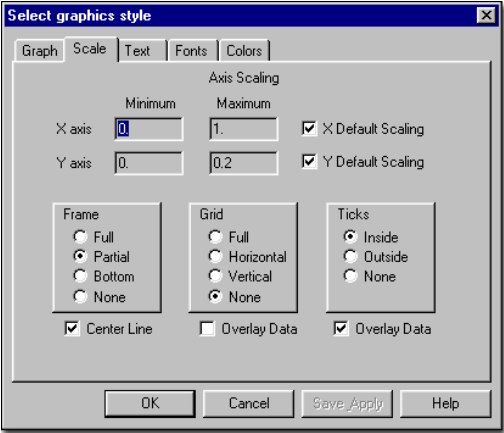 Select graphics style
Graph Scale Text Fonts Colors
Axis Scaling
Minimum Maximum
X axis 0. 1. X Default Scaling
Y axis 0. 0.2 Y Default Scaling
Frame Grid Ticks
Full Full Inside
Partial Horizontal Outside
Bottom Vertical None
None None
Center Line Overlay Data Overlay Data
OK Cancel Save_Apply Help